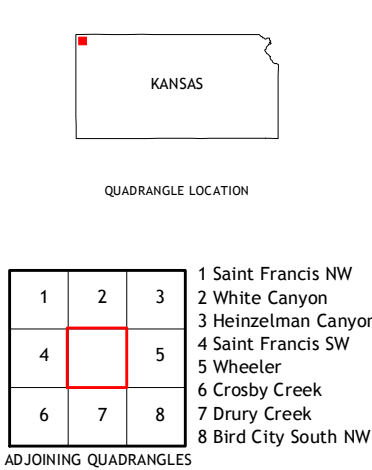 KANSAS
QUADRANGLE LOCATION
1 2 3
4 5
6 7 8
1 Saint Francis NW
2 White Canyon
3 Heinzelman Canyon
4 Saint Francis SW
5 Wheeler
6 Crosby Creek
7 Drury Creek
8 Bird City South NW
ADJOINING QUADRANGLES